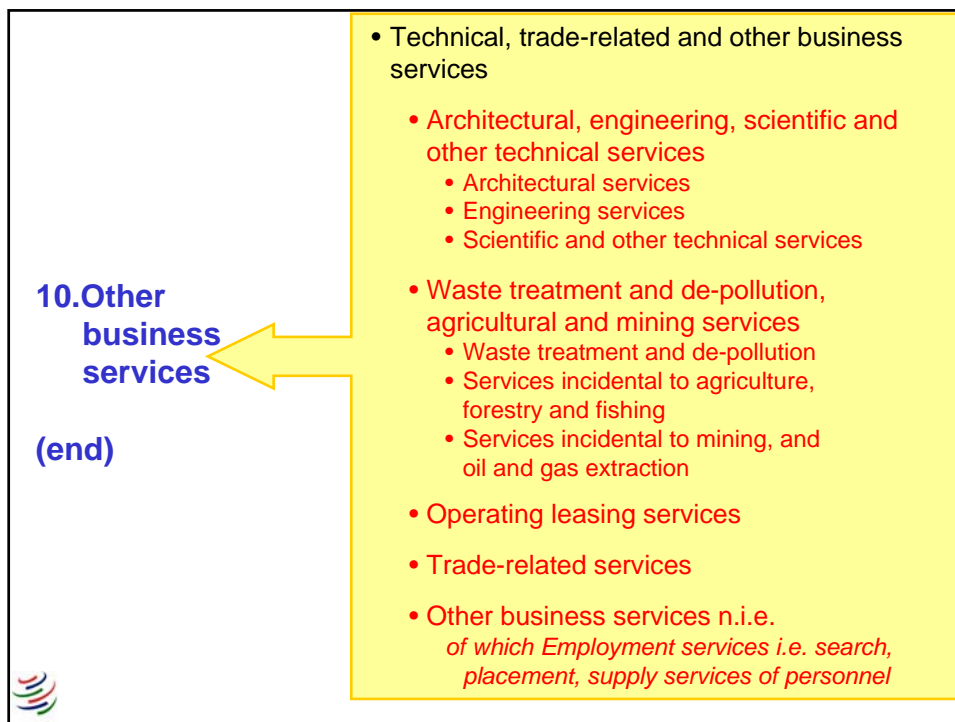 10.Other
business
services
(end)
• Technical, trade-related and other business
services
• Architectural, engineering, scientific and
other technical services
• Architectural services
• Engineering services
• Scientific and other technical services
• Waste treatment and de-pollution,
agricultural and mining services
• Waste treatment and de-pollution
• Services incidental to agriculture,
forestry and fishing
• Services incidental to mining, and
oil and gas extraction
• Operating leasing services
• Trade-related services
• Other business services n.i.e.
of which Employment services i.e. search,
placement, supply services of personnel